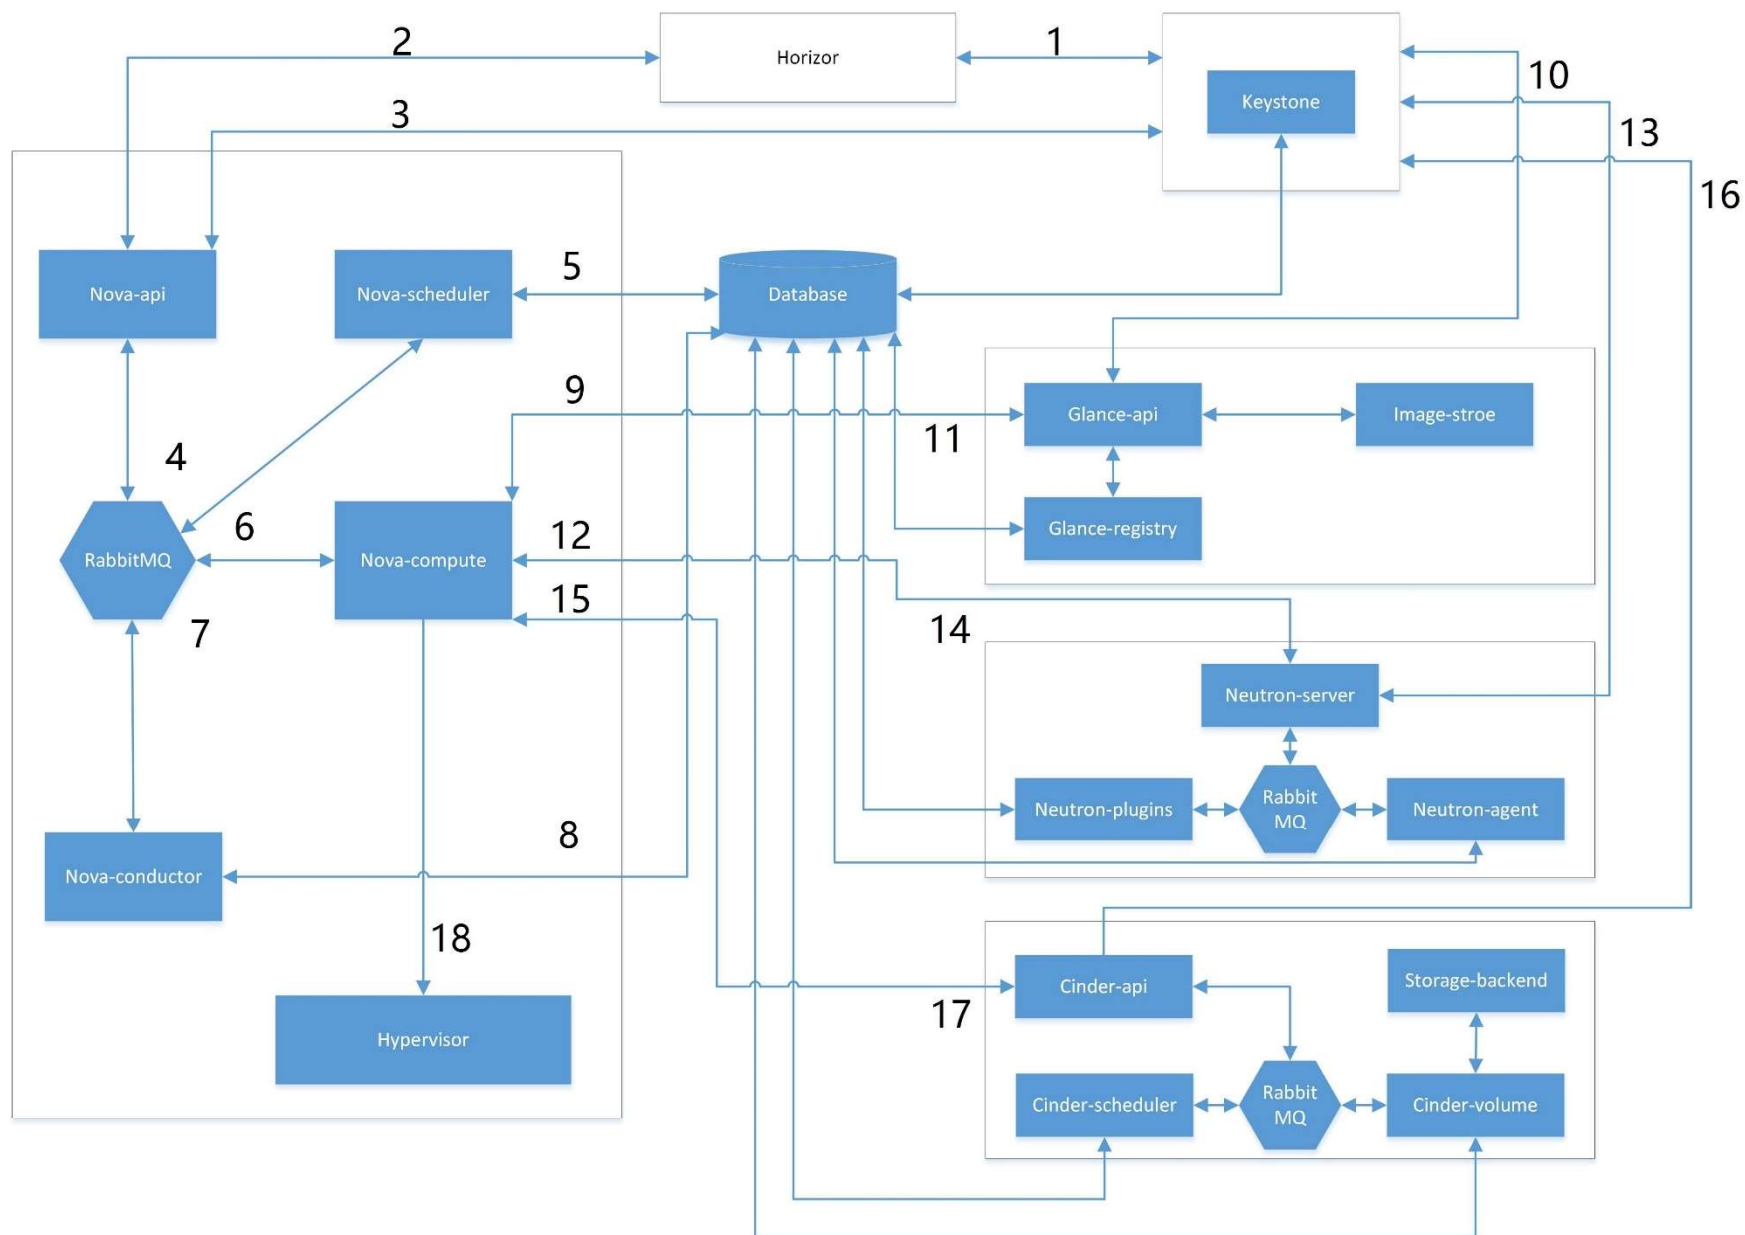 2
Horizor
1
10
Keystone
3
13
16
Nova-api
Nova-scheduler
5
Database
9
Glance-api
Image-stroe
11
4
6
RabbitMQ
Nova-compute
12
Glance-registry
15
7
14
Neutron-server
8
Neutron-plugins
Rabbit
MQ
Neutron-agent
Nova-conductor
18
Cinder-api
Storage-backend
17
Hypervisor
Cinder-scheduler
Rabbit
MQ
Cinder-volume